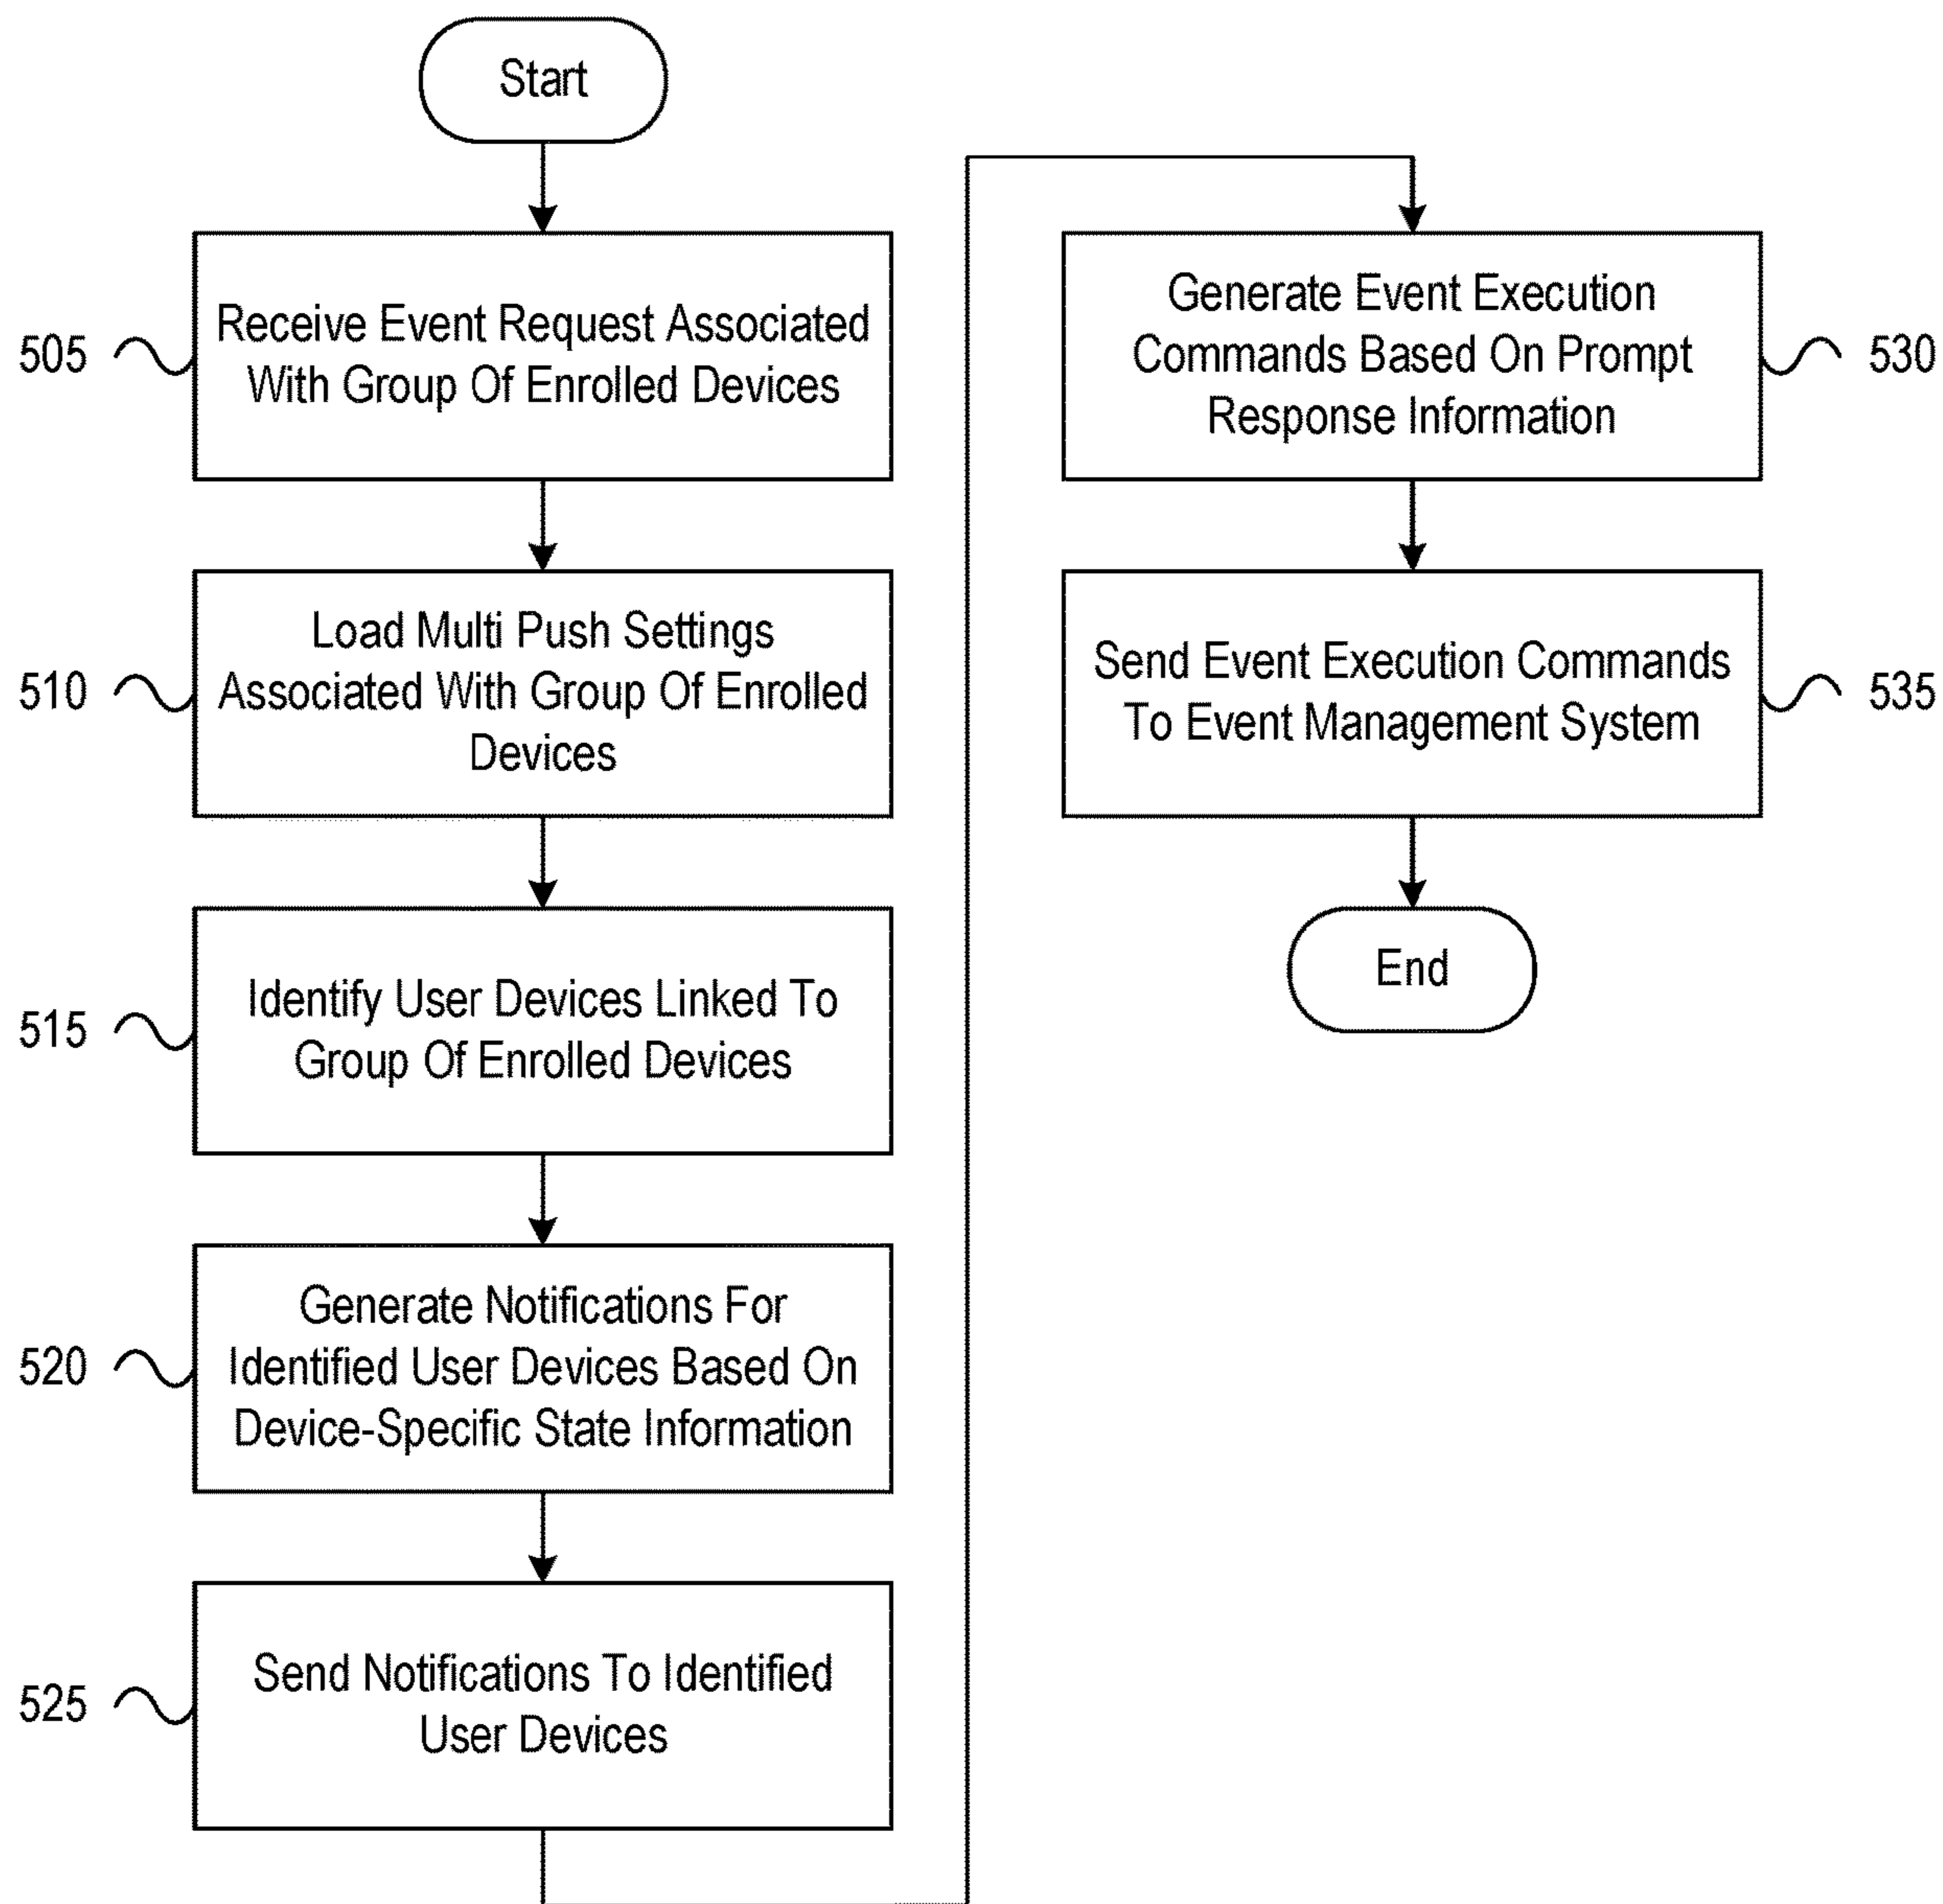 Start
505
Receive Event Request Associated
With Group Of Enrolled Devices
510
Load Multi Push Settings
Associated With Group Of Enrolled
Devices
515
Identify User Devices Linked To
Group Of Enrolled Devices
520
Generate Notifications For
Identified User Devices Based On
Device-Specific State Information
525
Send Notifications To Identified
User Devices
Generate Event Execution
Commands Based On Prompt
Response Information
530
Send Event Execution Commands
To Event Management System
535
End